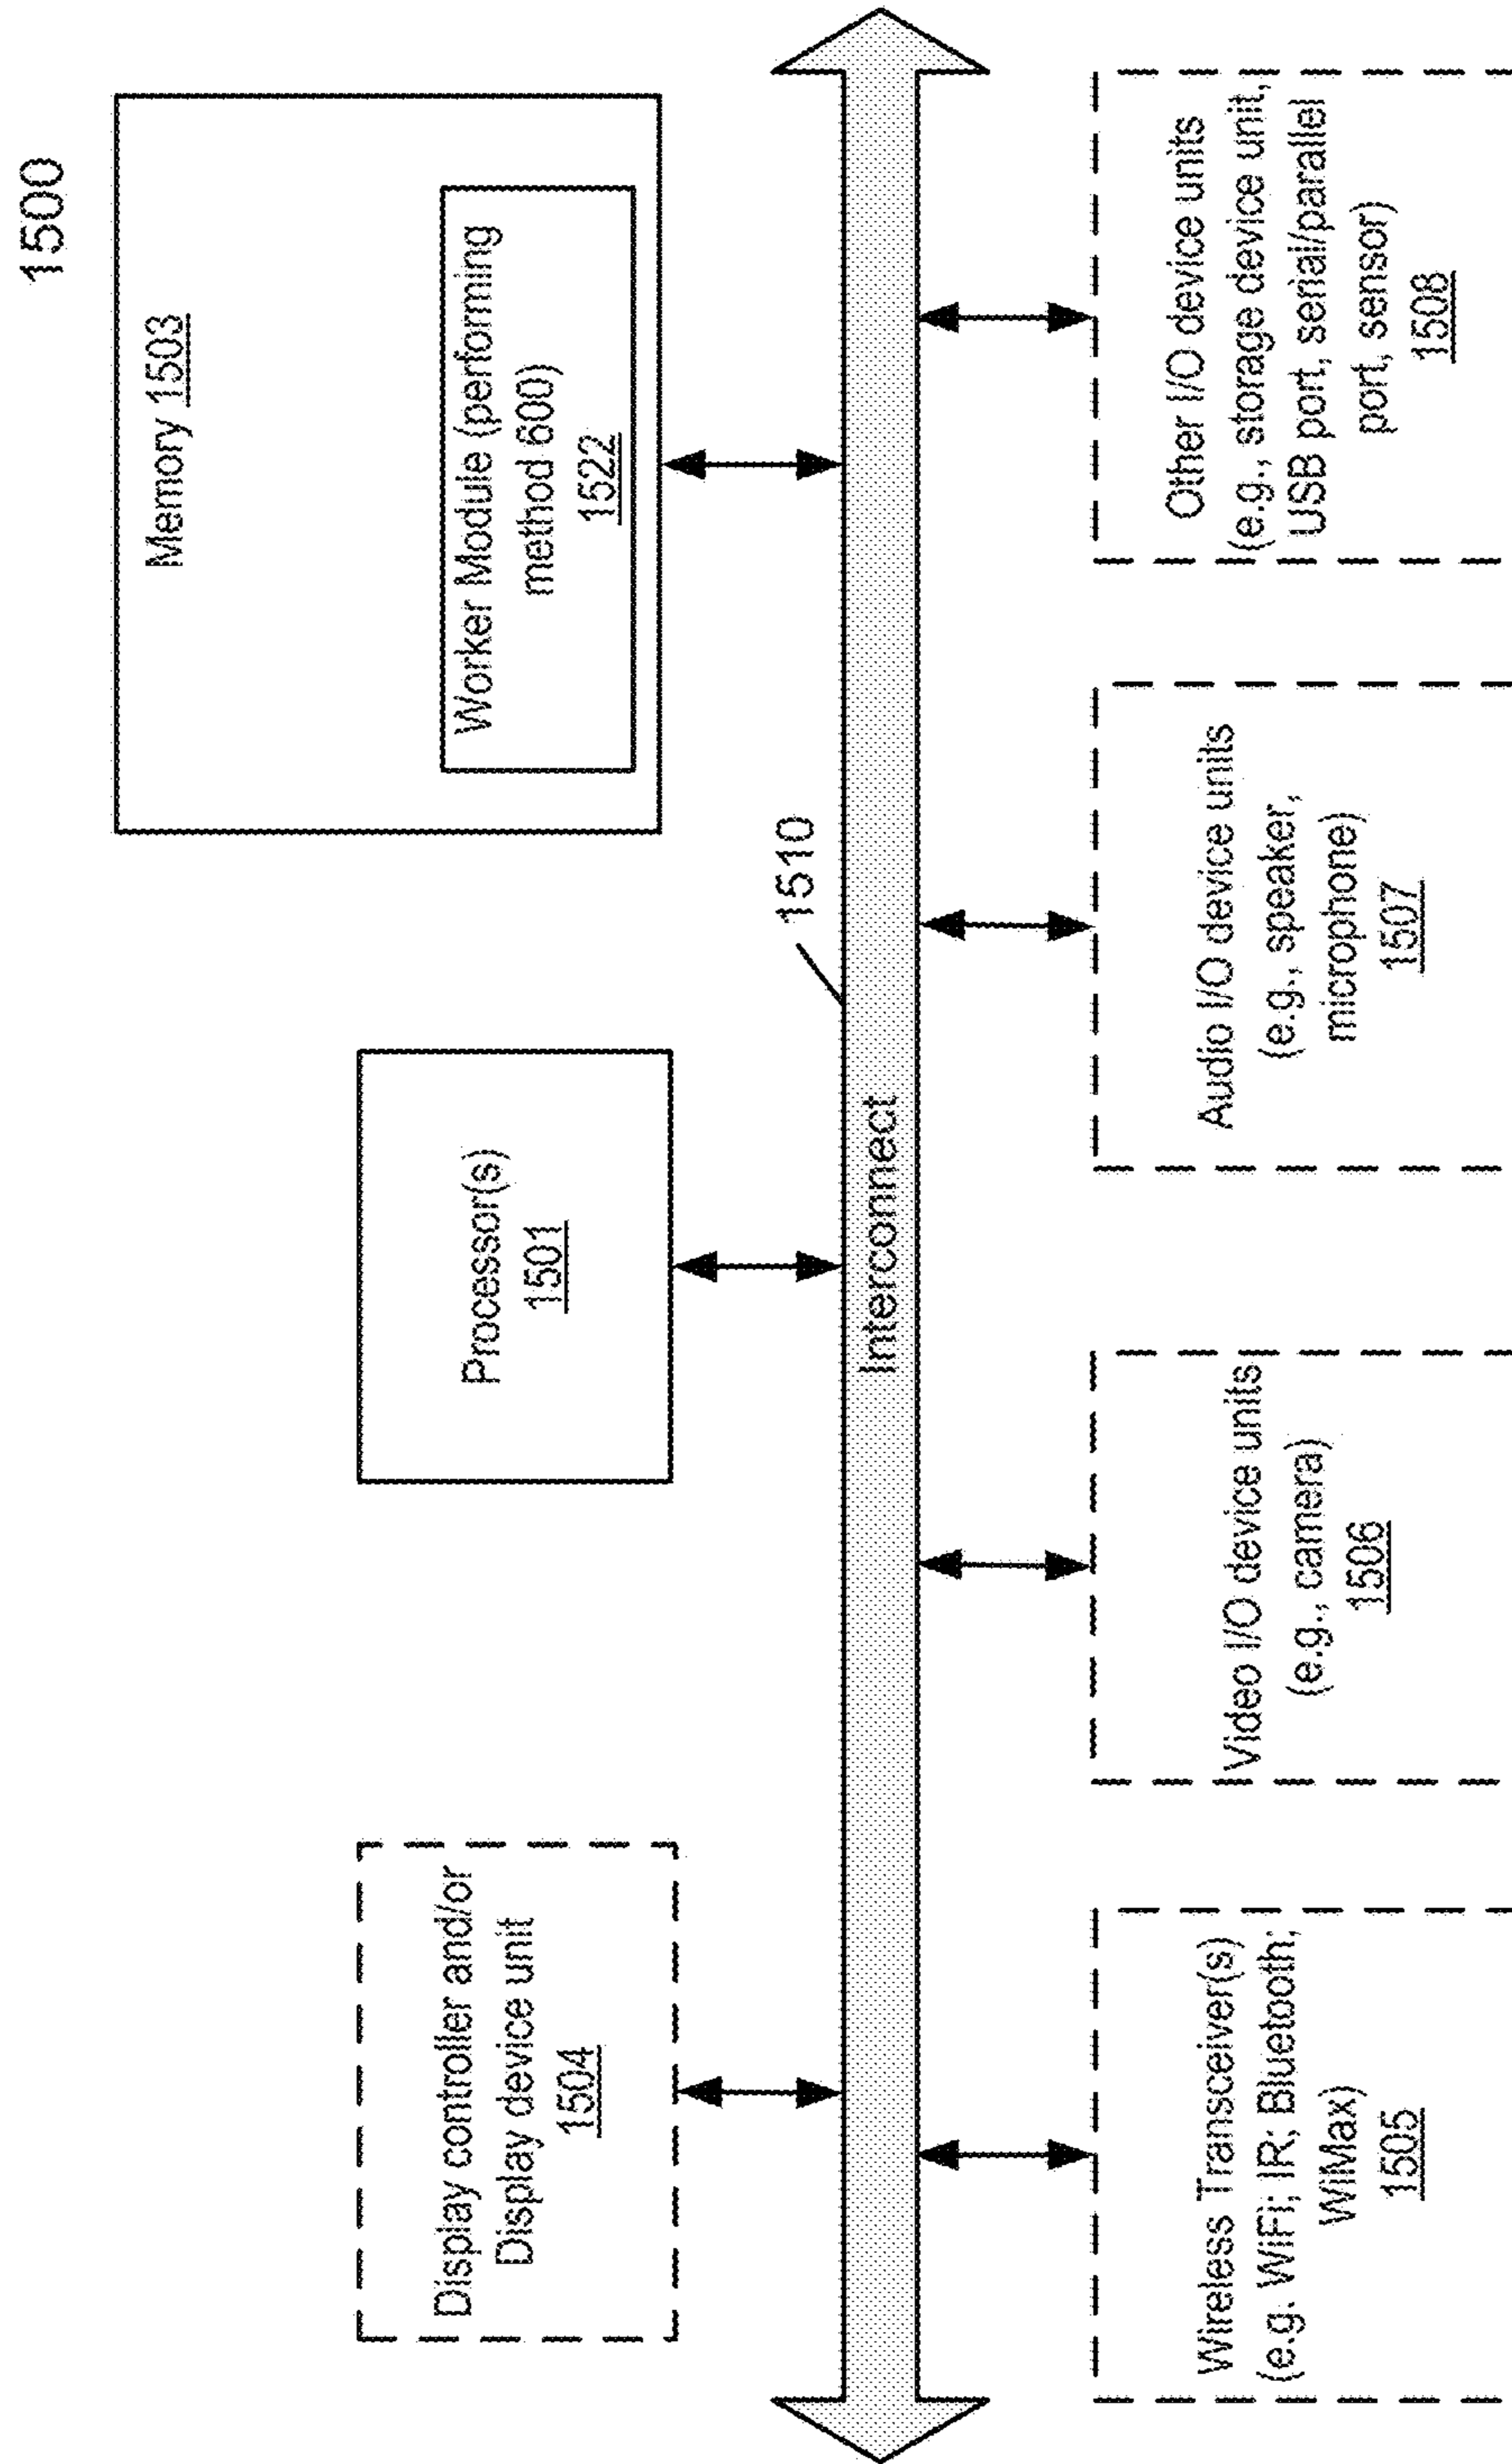 1500
Memory 1503
Worker Module (performing
method 600)
1522
Processor(s)
1501
Display controller and/or
Display device unit
1504
1510
Interconnect
Wireless Transceiver(s)
(e.g. WiFi; IR; Bluetooth;
WiMax)
1505
Video I/O device units
(e.g., camera)
1506
Audio I/O device units
(e.g., speaker,
microphone)
1507
Other I/O device units
(e.g., storage device unit,
USB port, serial/parallel
port, sensor)
1508